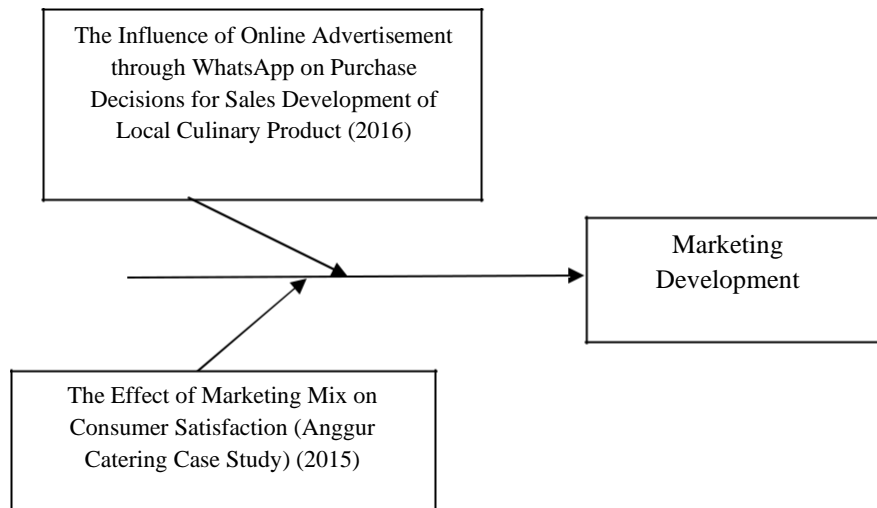 The Influence of Online Advertisement
through WhatsApp on Purchase
Decisions for Sales Development of
Local Culinary Product (2016)
Marketing
Development
The Effect of Marketing Mix on
Consumer Satisfaction (Anggur
Catering Case Study) (2015)